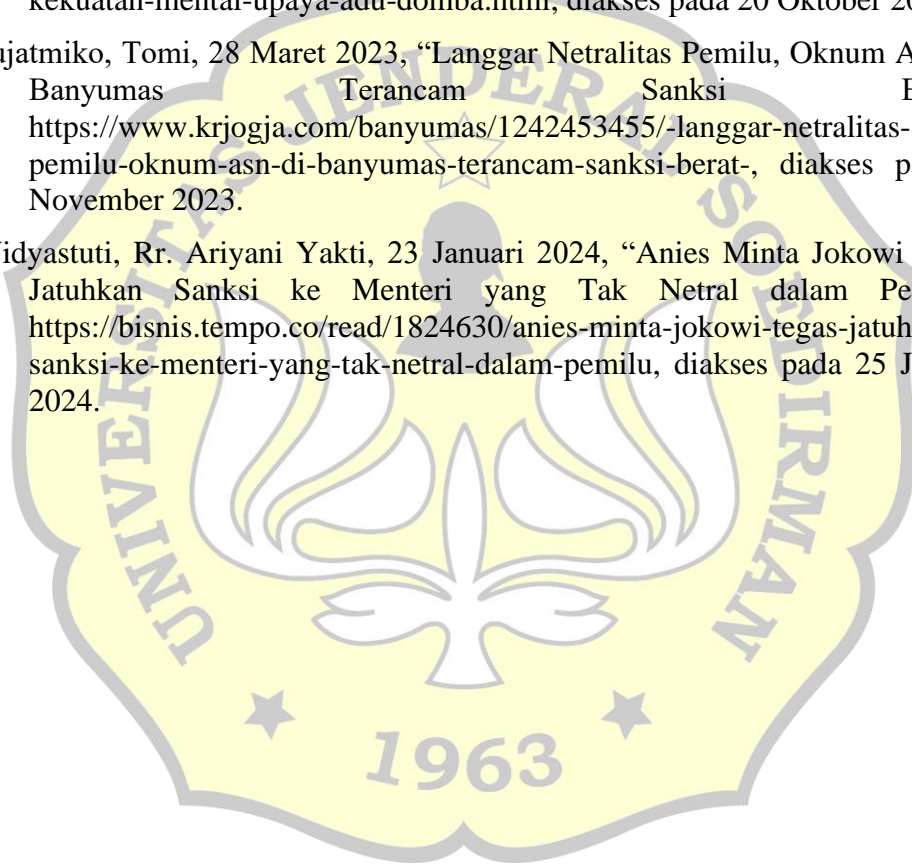 kekuatan-mental-upaya-adu-domba.html, diakses pada 20 Oktober
ujatmiko, Tomi, 28 Maret 2023, “Langgar Netralitas Pemilu, Oknum
Banyumas Terancam Sanksi
https://www.krjogja.com/banyumas/1242453455/-langgar-netralitas-
pemilu-oknum-asn-di-banyumas-terancam-sanksi-berat-, diakses
November 2023.
idyastuti, Rr. Ariyani Yakti, 23 Januari 2024, “Anies Minta Jokowi
Jatuhkan Sanksi ke Menteri yang Tak Netral dalam
https://bisnis.tempo.co/read/1824630/anies-minta-jokowi-tegas-jatuh
sanksi-ke-menteri-yang-tak-netral-dalam-pemilu, diakses pada 25
2024.
UNIVERSITAS JENDERAL SOEDIRMAN
1963